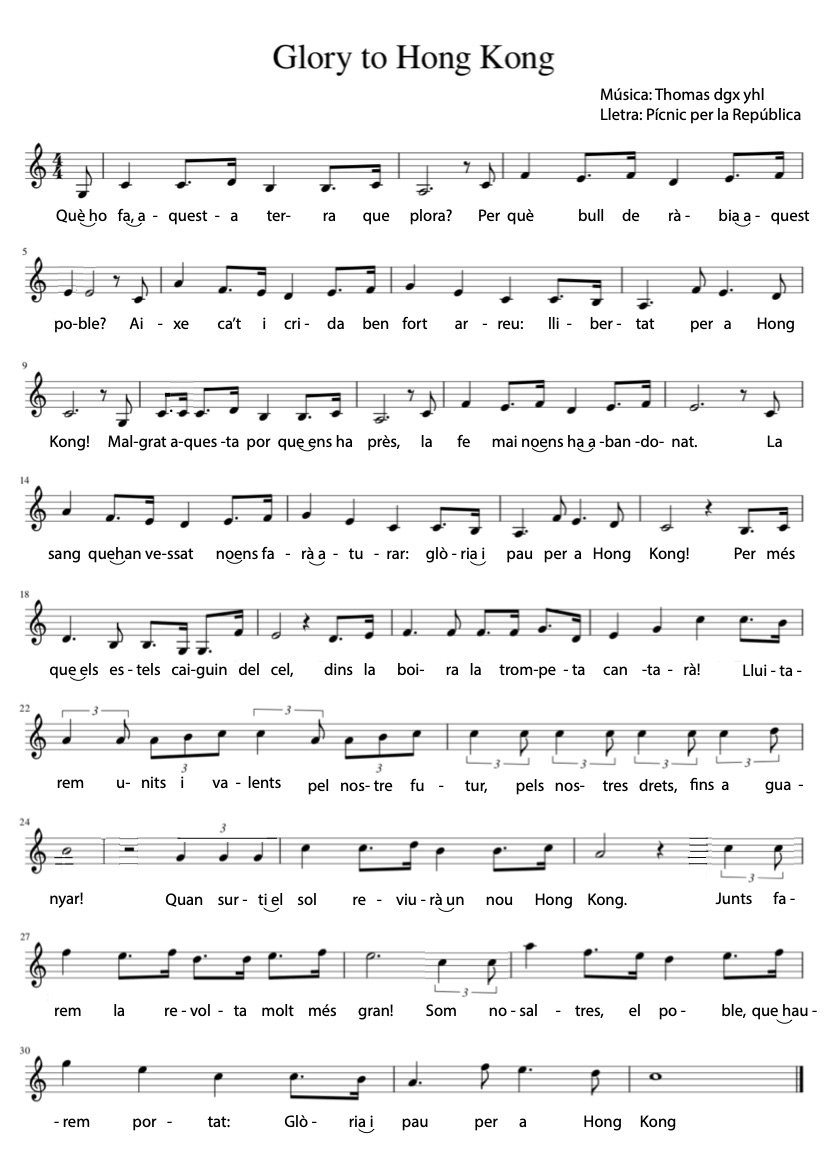 Glory to Hong Kong
Música: Thomas dgx yhl
Lletra: Pícnic per la República
Què ho fa, a - quest - a ter- ra que plora? Per què bull de rà - bia a - quest
5
po-ble? Ai - xe ca't i cri - da ben fort ar - reu: lli - ber - tat per a Hong
9
Kong! Mal-grat a-ques -ta por que ens ha près, la fe mai no ens ha a -ban -do- nat. La
14
sang que han ves-sat no ens fa - rà a - tu - rar: glò - ria i pau per a Hong Kong! Per més
18
que els es - tels cai-guin del cel, dins la boi- ra la trom-pe - ta can -ta- rà! Llui - ta -
22
3 3 3 3 3 3 3 3
rem u- nits i va - lents pel nos-tre fu - tur, pels nos- tres drets, fins a gua -
24
3 3
nyar! Quan sur- ti el sol re - viu - rà un nou Hong Kong. Junts fa -
27
3
rem la re - vol - ta molt més gran! Som no - sal - tres, el po - ble, que hau -
30
- rem por - tat: Glò - ria i pau per a Hong Kong